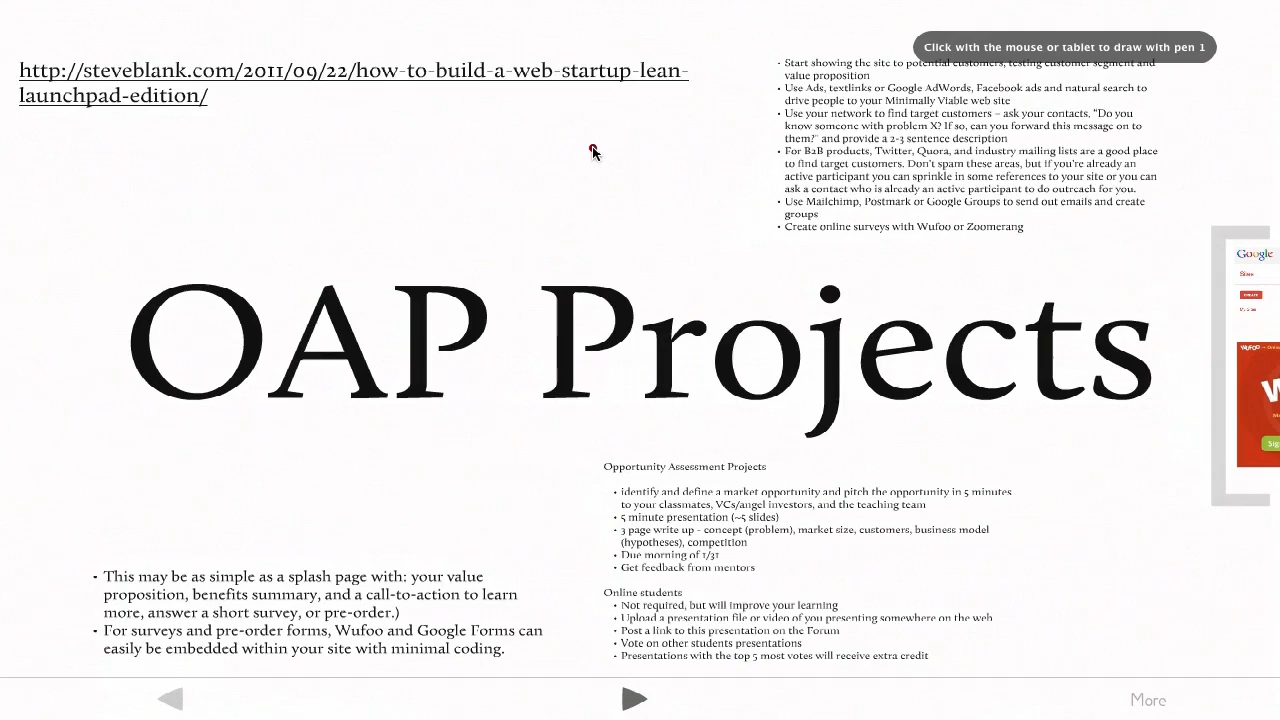 Click with the mouse or tablet to draw with pen 1
http://steveblank.com/2011/09/22/how-to-build-a-web-startup-lean-
launchpad-edition/
• Start showing the site to potential customers, testing customer segment and
value proposition
• Use Ads, textlinks or Google AdWords, Facebook ads and natural search to
drive people to your Minimally Viable web site
• Use your network to find target customers – ask your contacts, "Do you
know someone with problem X? If so, can you forward this message on to
them?" and provide a 2-3 sentence description
• For B2B products, Twitter, Quora, and industry mailing lists are a good place
to find target customers. Don't spam these areas, but if you're already an
active participant you can sprinkle in some references to your site or you can
ask a contact who is already an active participant to do outreach for you.
• Use Mailchimp, Postmark or Google Groups to send out emails and create
groups
• Create online surveys with Wufoo or Zoomerang
Google
Sites
CREATE
WUFOO
OAP Projects
Opportunity Assessment Projects
• identify and define a market opportunity and pitch the opportunity in 5 minutes
to your classmates, VCs/angel investors, and the teaching team
• 5 minute presentation (~5 slides)
• 3 page write up - concept (problem), market size, customers, business model
(hypotheses), competition
• Due morning of 1/31
• Get feedback from mentors
Online students
• Not required, but will improve your learning
• Upload a presentation file or video of you presenting somewhere on the web
• Post a link to this presentation on the Forum
• Vote on other students presentations
• Presentations with the top 5 most votes will receive extra credit
• This may be as simple as a splash page with: your value
proposition, benefits summary, and a call-to-action to learn
more, answer a short survey, or pre-order.)
• For surveys and pre-order forms, Wufoo and Google Forms can
easily be embedded within your site with minimal coding.
More